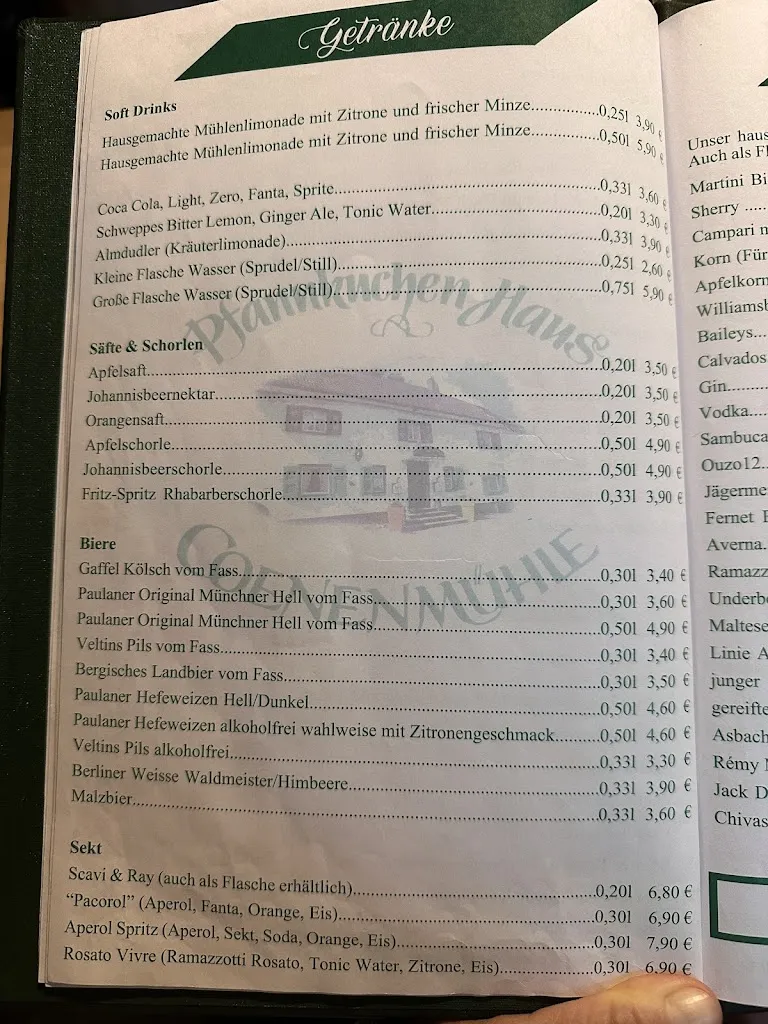 Getränke
Soft Drinks
Hausgemachte Mühlenlimonade mit Zitrone und frischer Minze................0,25l 3,90 €
Hausgemachte Mühlenlimonade mit Zitrone und frischer Minze................0,50l 5,90 €
Coca Cola, Light, Zero, Fanta, Sprite................0,33l 3,60 €
Schweppes Bitter Lemon, Ginger Ale, Tonic Water................0,20l 3,30 €
Almdudler (Kräuterlimonade)................0,33l 3,90 €
Kleine Flasche Wasser (Sprudel/Still)................0,25l 2,60 €
Große Flasche Wasser (Sprudel/Still)................0,75l 5,90 €
Pfannkuchen Haus
Säfte & Schorlen
Apfelsaft................0,20l 3,50 €
Johannisbeernektar................0,20l 3,50 €
Orangensaft................0,20l 3,50 €
Apfelschorle................0,50l 4,90 €
Johannisbeerschorle................0,50l 4,90 €
Fritz-Spritz Rhabarberschorle................0,33l 3,90 €
COENENMÜHLE
Biere
Gaffel Kölsch vom Fass................0,30l 3,40 €
Paulaner Original Münchner Hell vom Fass................0,30l 3,60 €
Paulaner Original Münchner Hell vom Fass................0,50l 4,90 €
Veltins Pils vom Fass................0,30l 3,40 €
Bergisches Landbier vom Fass................0,30l 3,50 €
Paulaner Hefeweizen Hell/Dunkel................0,50l 4,60 €
Paulaner Hefeweizen alkoholfrei wahlweise mit Zitronengeschmack................0,50l 4,60 €
Veltins Pils alkoholfrei................0,33l 3,30 €
Berliner Weisse Waldmeister/Himbeere................0,33l 3,90 €
Malzbier................0,33l 3,60 €
Sekt
Scavi & Ray (auch als Flasche erhältlich)................0,20l 6,80 €
“Pacorol” (Aperol, Fanta, Orange, Eis)................0,30l 6,90 €
Aperol Spritz (Aperol, Sekt, Soda, Orange, Eis)................0,30l 7,90 €
Rosato Vivre (Ramazzotti Rosato, Tonic Water, Zitrone, Eis)................0,30l 6,90 €
Unser haus
Auch als Fl
Martini Bi
Sherry .....
Campari
Korn (Für
Apfelkorn
Williamsb
Baileys...
Calvados
Gin........
Vodka....
Sambuca
Ouzo12..
Jägerme
Fernet
Averna.
Ramazz
Underb
Maltese
Linie A
junger
gereifte
Asbach
Rémy
Jack D
Chivas